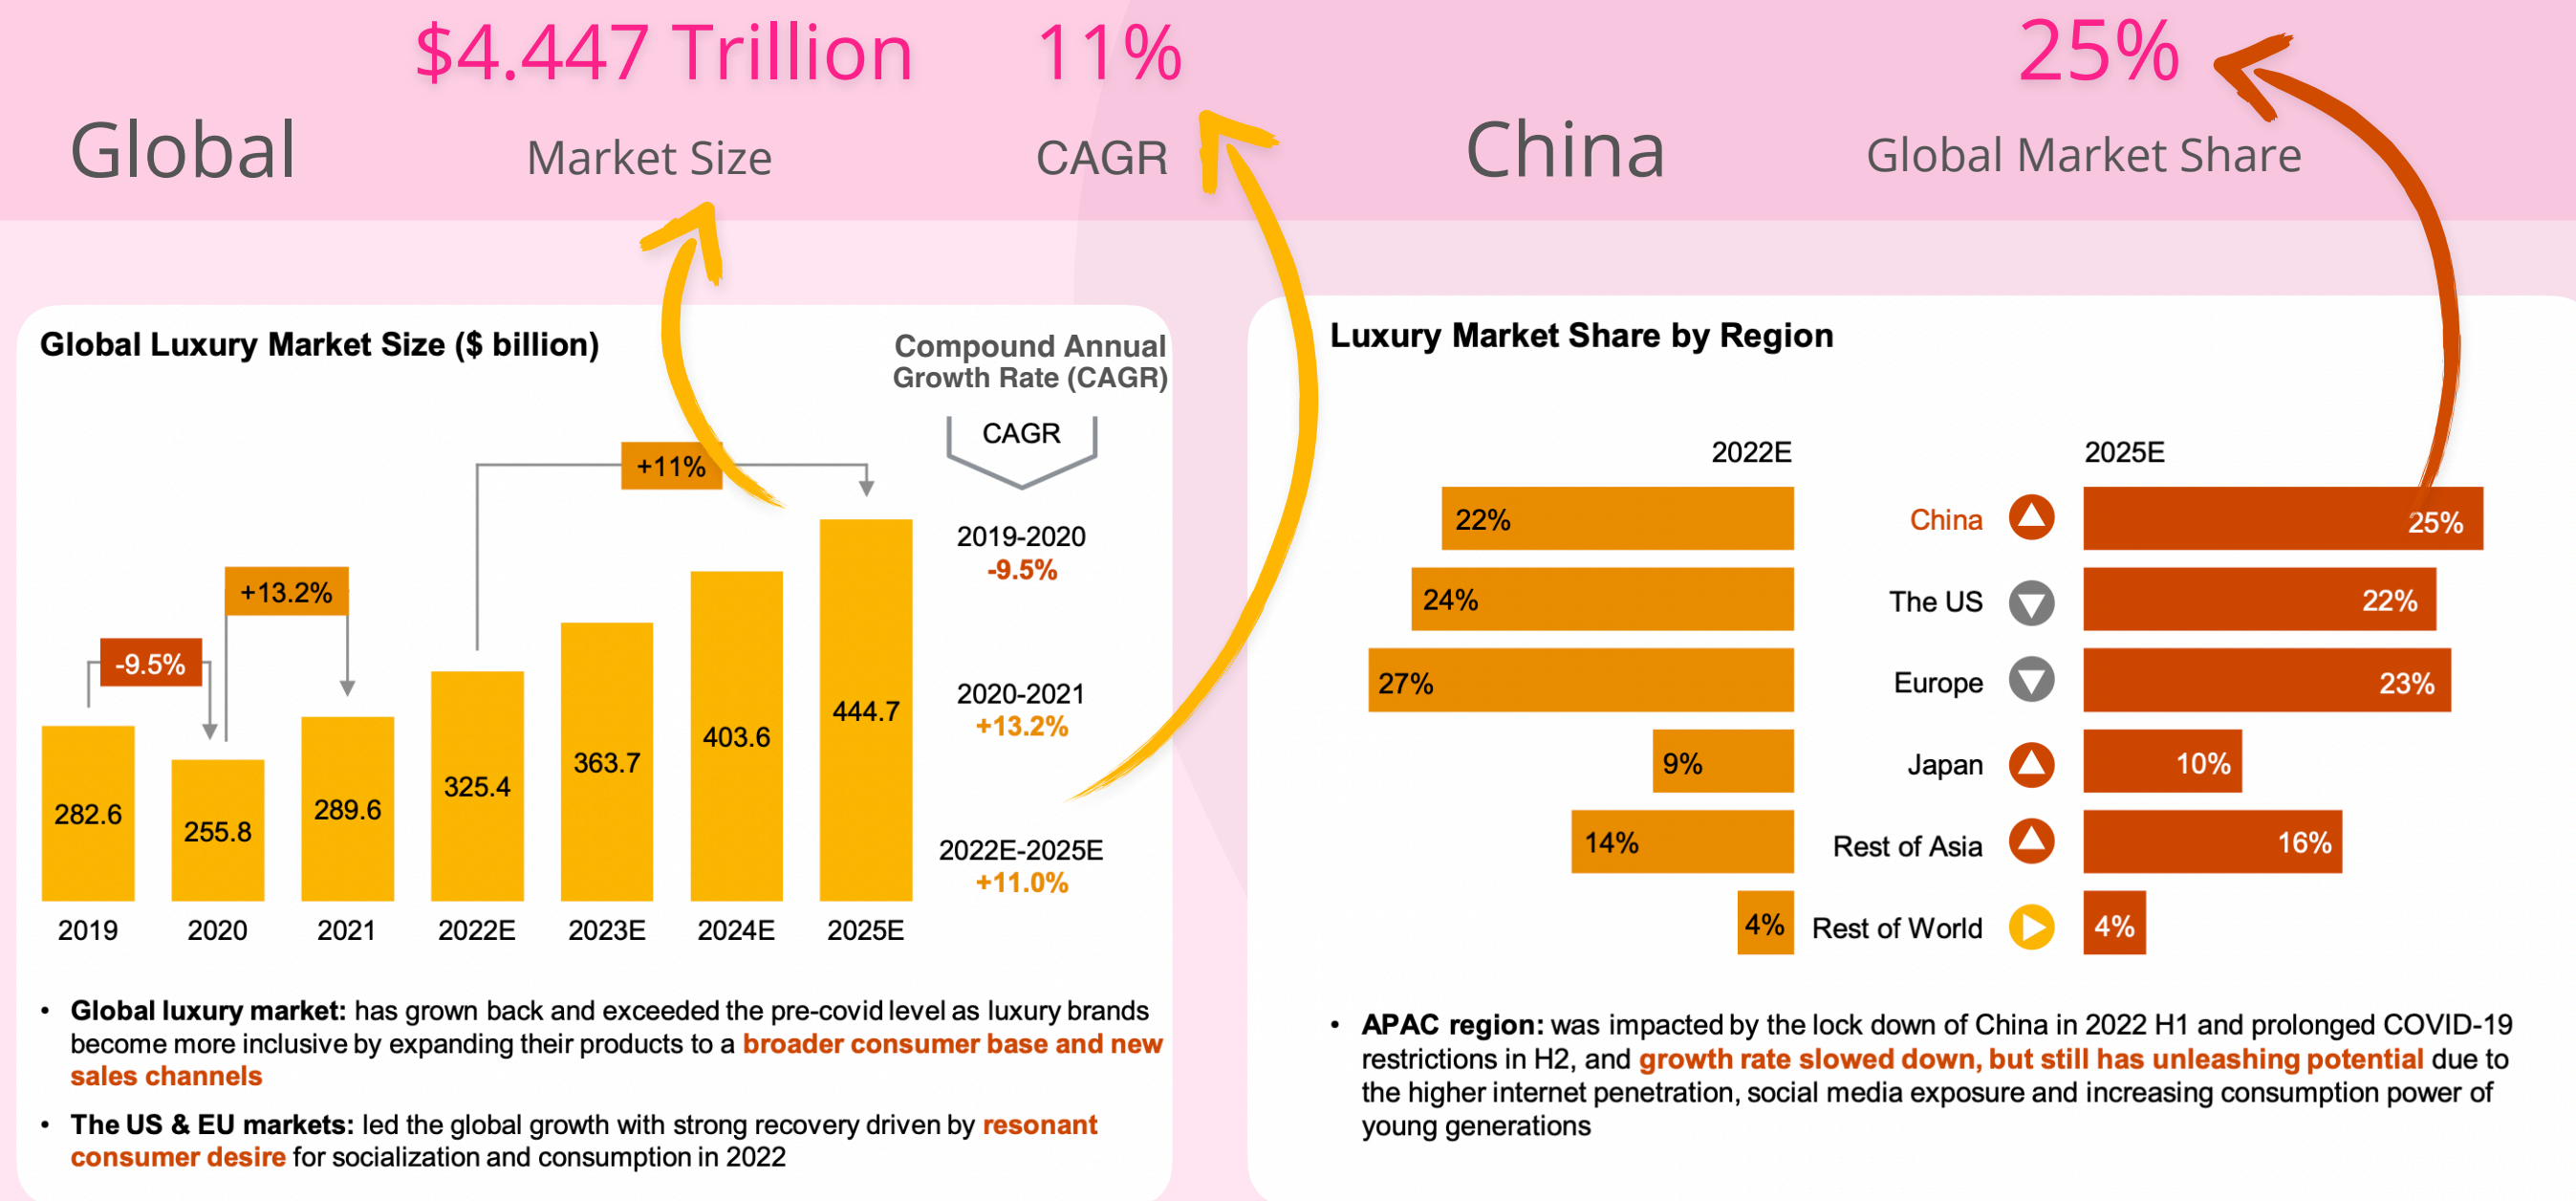 $4.447 Trillion
11%
25%
Global
Market Size
CAGR
China
Global Market Share
Global Luxury Market Size ($ billion)
Compound Annual
Growth Rate (CAGR)
CAGR
+11%
+13.2%
-9.5%
282.6
255.8
289.6
325.4
363.7
403.6
444.7
2019
2020
2021
2022E
2023E
2024E
2025E
2019-2020
-9.5%
2020-2021
+13.2%
2022E-2025E
+11.0%
• Global luxury market: has grown back and exceeded the pre-covid level as luxury brands
become more inclusive by expanding their products to a broader consumer base and new
sales channels
• The US & EU markets: led the global growth with strong recovery driven by resonant
consumer desire for socialization and consumption in 2022
Luxury Market Share by Region
2022E
2025E
22% China 25%
24% The US 22%
27% Europe 23%
9% Japan 10%
14% Rest of Asia 16%
4% Rest of World 4%
• APAC region: was impacted by the lock down of China in 2022 H1 and prolonged COVID-19
restrictions in H2, and growth rate slowed down, but still has unleashing potential due to
the higher internet penetration, social media exposure and increasing consumption power of
young generations